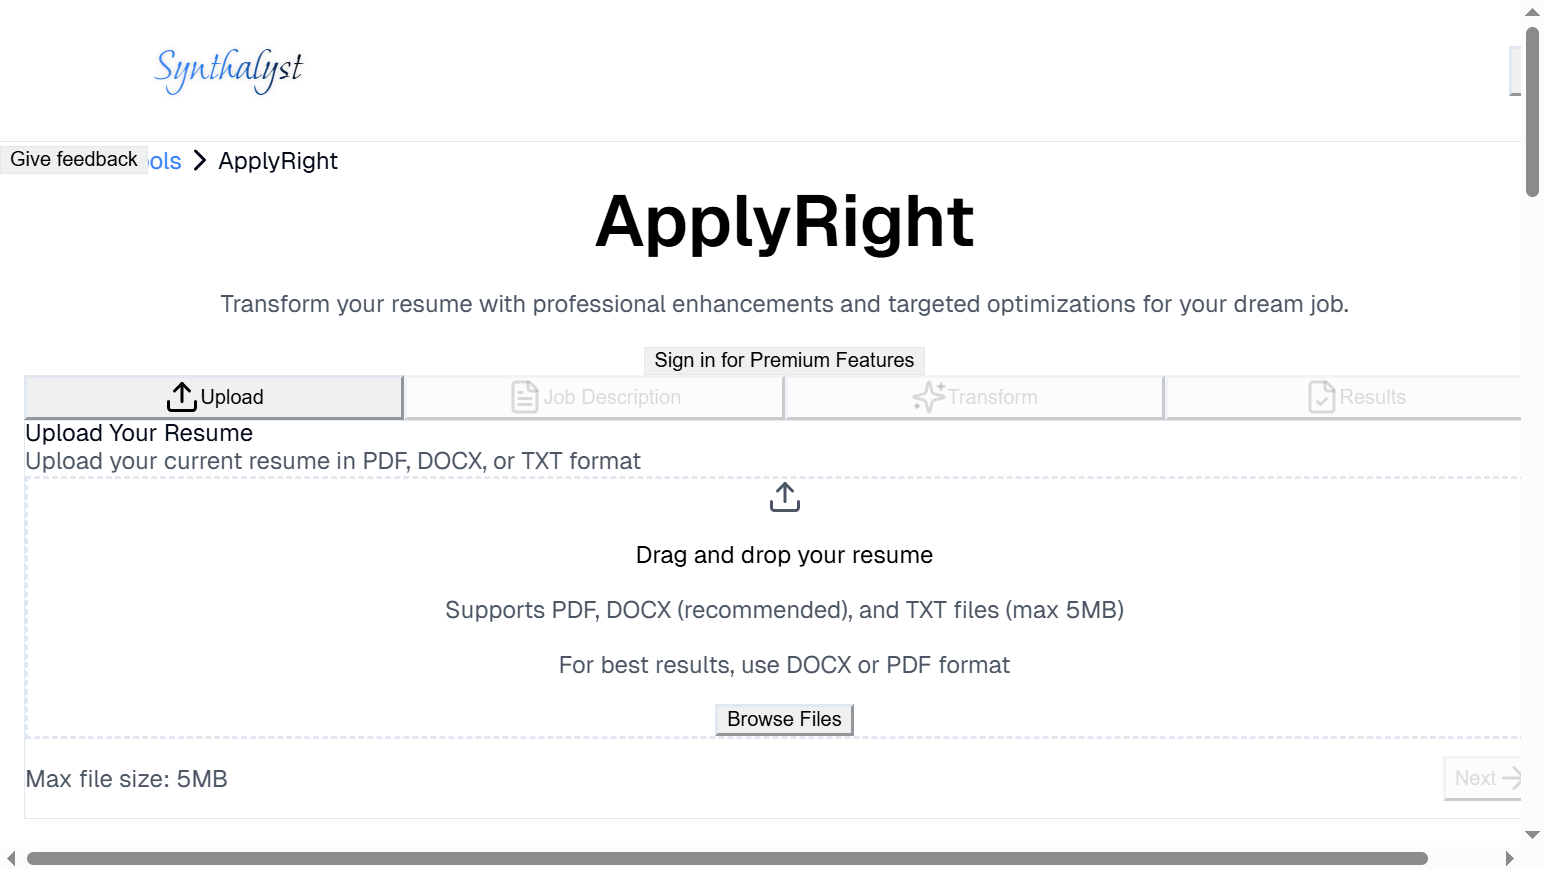 Synthalyst
Give feedback
ools > ApplyRight
ApplyRight
Transform your resume with professional enhancements and targeted optimizations for your dream job.
Sign in for Premium Features
Upload
Job Description
Transform
Results
Upload Your Resume
Upload your current resume in PDF, DOCX, or TXT format
Drag and drop your resume
Supports PDF, DOCX (recommended), and TXT files (max 5MB)
For best results, use DOCX or PDF format
Browse Files
Max file size: 5MB
Next